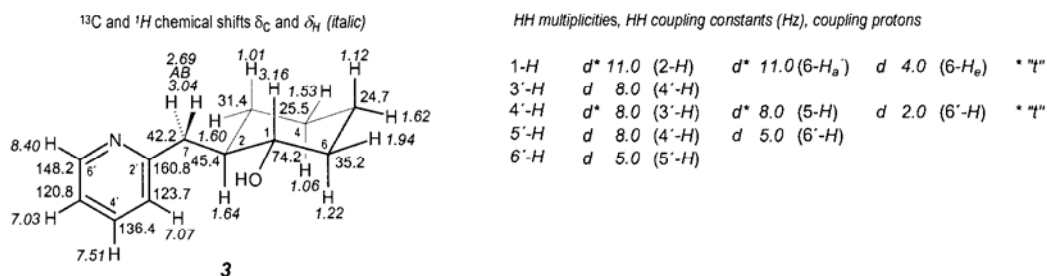 ¹³C and ¹H chemical shifts δC and δH (italic)
HH multiplicities, HH coupling constants (Hz), coupling protons
1-H d* 11.0 (2-H) d* 11.0 (6-Ha´) d 4.0 (6-He) * "t"
3´-H d 8.0 (4´-H)
4´-H d* 8.0 (3´-H) d* 8.0 (5-H) d 2.0 (6´-H) * "t"
5´-H d 8.0 (4´-H) d 5.0 (6´-H)
6´-H d 5.0 (5´-H)
2.69
AB
3.04
H H
1.01
H
3.16
H
1.12
H
1.53 H
31.4
25.5
24.7
H
H 1.62
4
H 1.94
8.40
H
N
42.2
7
1.60
2
1
6
148.2
6´
2´
160.8
45.4
74.2
35.2
HO
H
1.06
120.8
123.7
H
1.64
H
1.22
7.03 H
4´
136.4
H
7.07
7.51 H
3